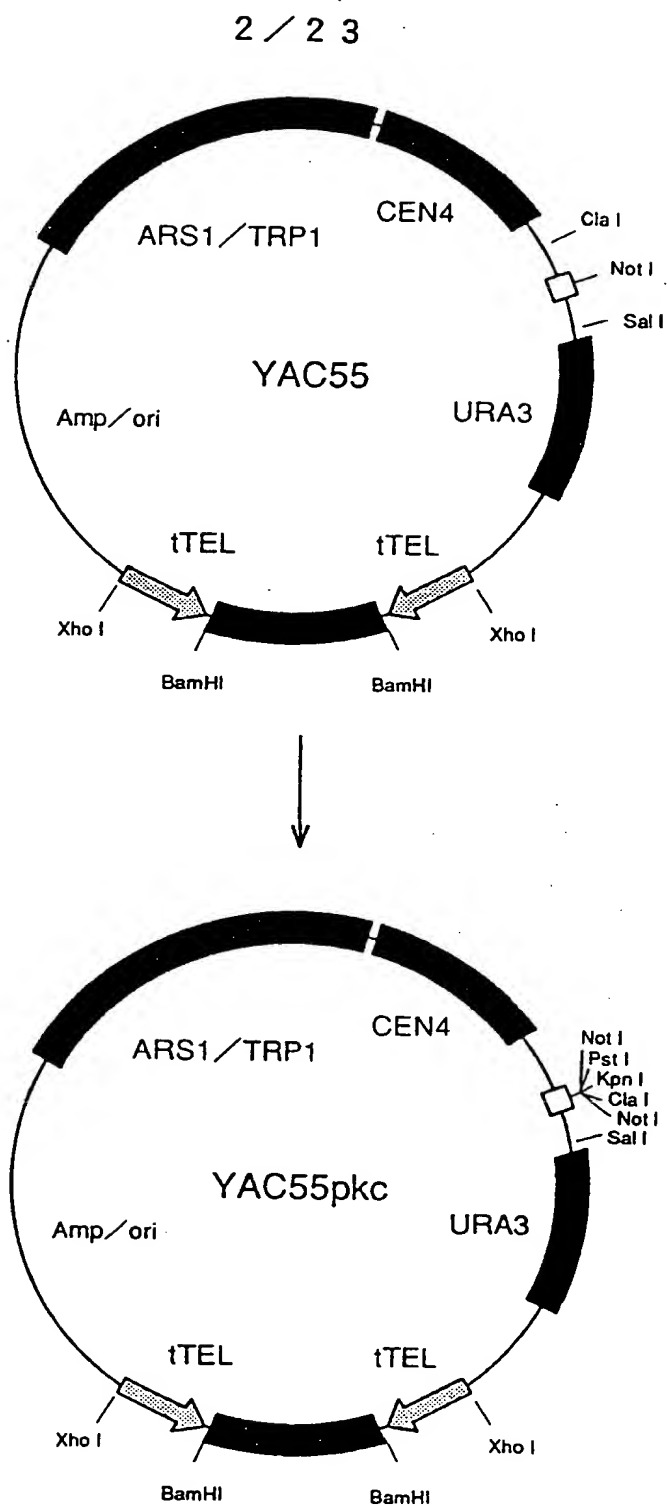 2/23
CEN4
Cla I
ARS1/TRP1
Not I
Sal I
YAC55
URA3
Amp/ori
tTEL
tTEL
Xho I
Xho I
BamHI
BamHI
CEN4
Not I
ARS1/TRP1
Pst I
Kpn I
Cla I
Not I
Sal I
YAC55pkc
URA3
Amp/ori
tTEL
tTEL
Xho I
Xho I
BamHI
BamHI